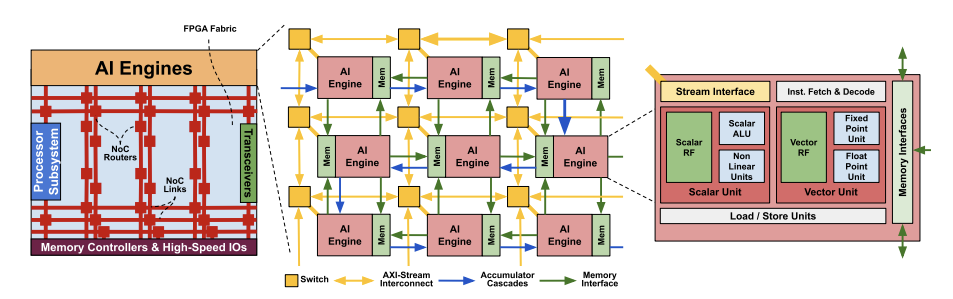 FPGA Fabric
AI Engines
Processor
Subsystem
NoC
Routers
NoC
Links
Transceivers
Memory Controllers & High-Speed IOs
AI
Engine
Mem
AI
Engine
Mem
AI
Engine
Mem
Mem
AI
Engine
Mem
AI
Engine
Mem
AI
Engine
AI
Engine
Mem
AI
Engine
Mem
AI
Engine
Mem
Switch
AXI-Stream
Interconnect
Accumulator
Cascades
Memory
Interface
Stream Interface
Inst. Fetch & Decode
Scalar
RF
Scalar
ALU
Non
Linear
Units
Scalar Unit
Vector
RF
Fixed
Point
Unit
Float
Point
Unit
Vector Unit
Load / Store Units
Memory Interfaces